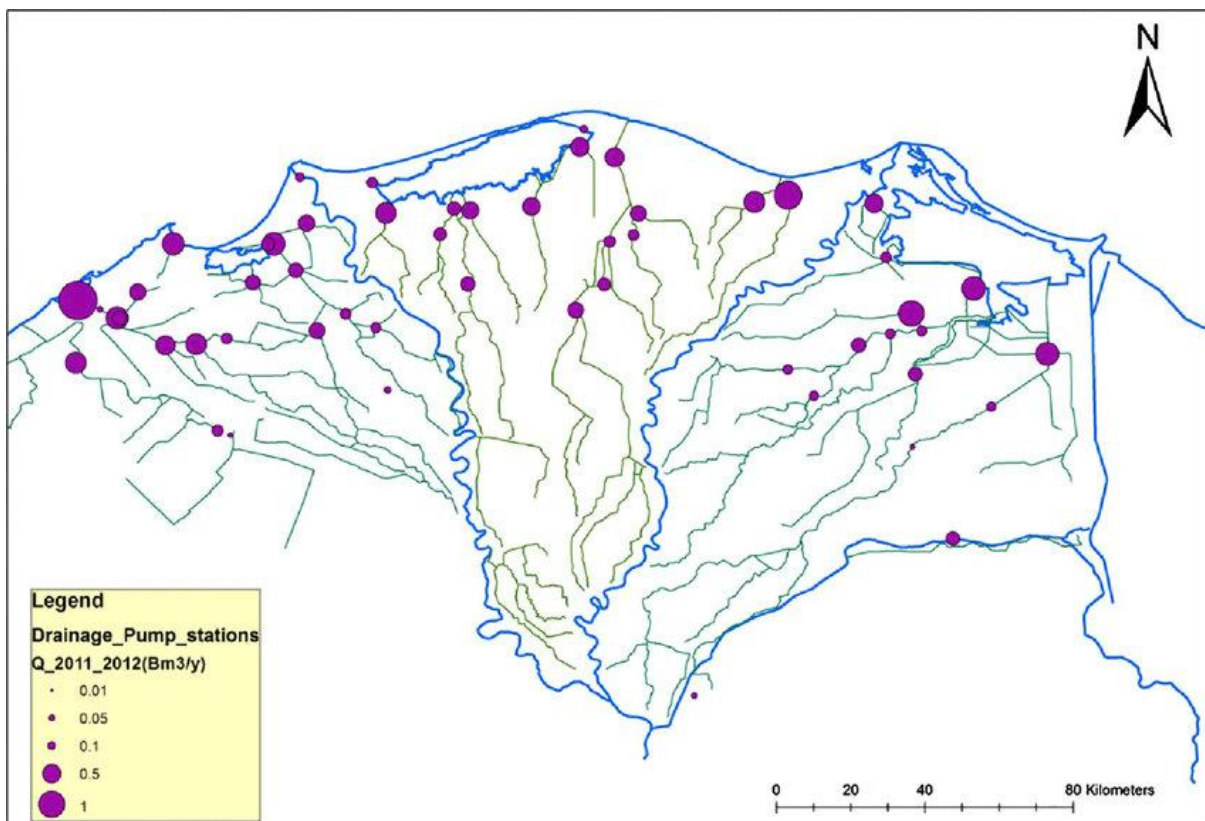 N
Legend
Drainage_Pump_stations
Q_2011_2012(Bm3/y)
0.01
0.05
0.1
0.5
1
0 20 40 80 Kilometers